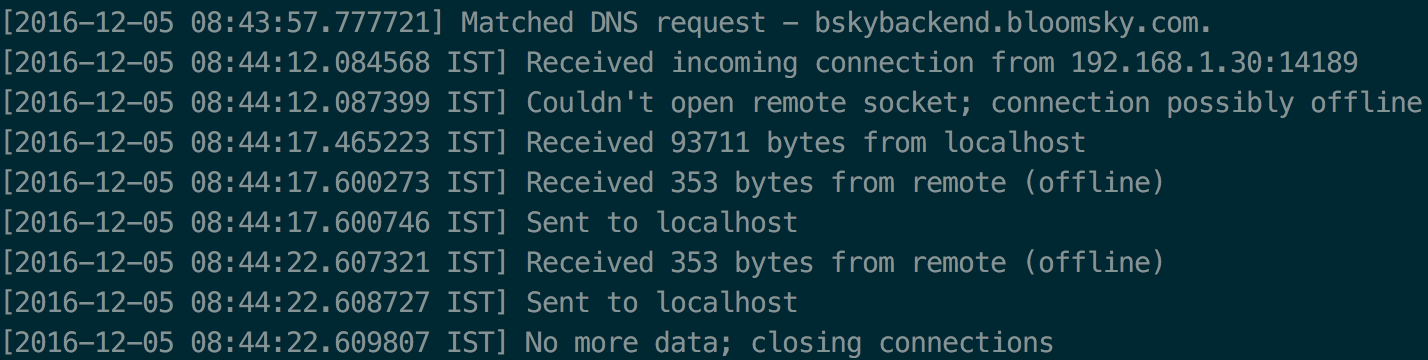 [2016-12-05 08:43:57.777721] Matched DNS request – bskybackend.bloomsky.com.
[2016-12-05 08:44:12.084568 IST] Received incoming connection from 192.168.1.30:14189
[2016-12-05 08:44:12.087399 IST] Couldn't open remote socket; connection possibly offline
[2016-12-05 08:44:17.465223 IST] Received 93711 bytes from localhost
[2016-12-05 08:44:17.600273 IST] Received 353 bytes from remote (offline)
[2016-12-05 08:44:17.600746 IST] Sent to localhost
[2016-12-05 08:44:22.607321 IST] Received 353 bytes from remote (offline)
[2016-12-05 08:44:22.608727 IST] Sent to localhost
[2016-12-05 08:44:22.609807 IST] No more data; closing connections